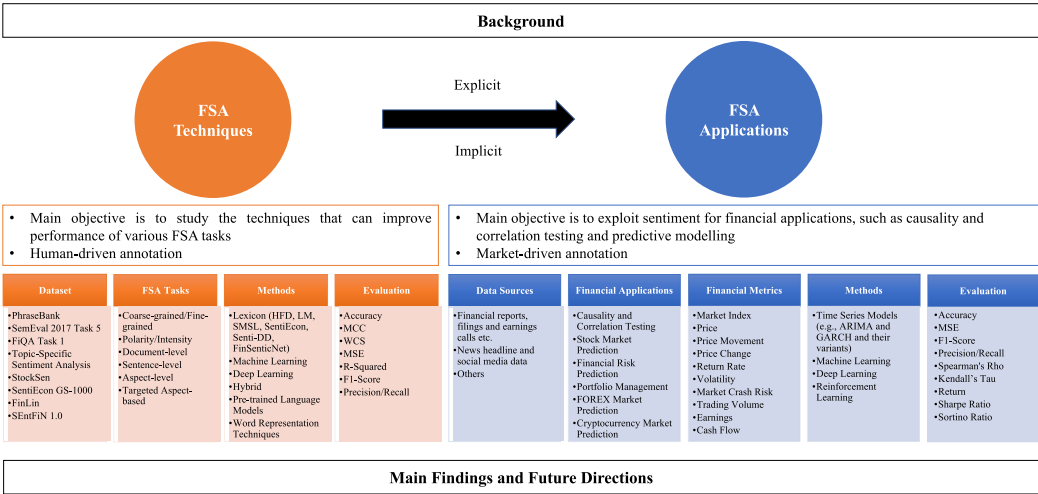 Background
FSA
Techniques
Explicit
Implicit
FSA
Applications
• Main objective is to study the techniques that can improve
performance of various FSA tasks
• Human-driven annotation
• Main objective is to exploit sentiment for financial applications, such as causality and
correlation testing and predictive modelling
• Market-driven annotation
Dataset
•PhraseBank
•SemEval 2017 Task 5
•FiQA Task 1
•Topic-Specific
Sentiment Analysis
•StockSen
•SentiEcon GS-1000
•FinLin
•SEntFiN 1.0
FSA Tasks
•Coarse-grained/Fine-
grained
•Polarity/Intensity
•Document-level
•Sentence-level
•Aspect-level
•Targeted Aspect-
based
Methods
•Lexicon (HFD, LM,
SMSL, SentiEcon,
Senti-DD,
FinSenticNet)
•Machine Learning
•Deep Learning
•Hybrid
•Pre-trained Language
Models
•Word Representation
Techniques
Evaluation
•Accuracy
•MCC
•WCS
•MSE
•R-Squared
•F1-Score
•Precision/Recall
Data Sources
•Financial reports,
filings and earnings
calls etc.
•News headline and
social media data
•Others
Financial Applications
•Causality and
Correlation Testing
•Stock Market
Prediction
•Financial Risk
Prediction
•Portfolio Management
•FOREX Market
Prediction
•Cryptocurrency Market
Prediction
Financial Metrics
•Market Index
•Price
•Price Movement
•Price Change
•Return Rate
•Volatility
•Market Crash Risk
•Trading Volume
•Earnings
•Cash Flow
Methods
•Time Series Models
(e.g., ARIMA and
GARCH and their
variants)
•Machine Learning
•Deep Learning
•Reinforcement
Learning
Evaluation
•Accuracy
•MSE
•F1-Score
•Precision/Recall
•Spearman's Rho
•Kendall's Tau
•Return
•Sharpe Ratio
•Sortino Ratio
Main Findings and Future Directions